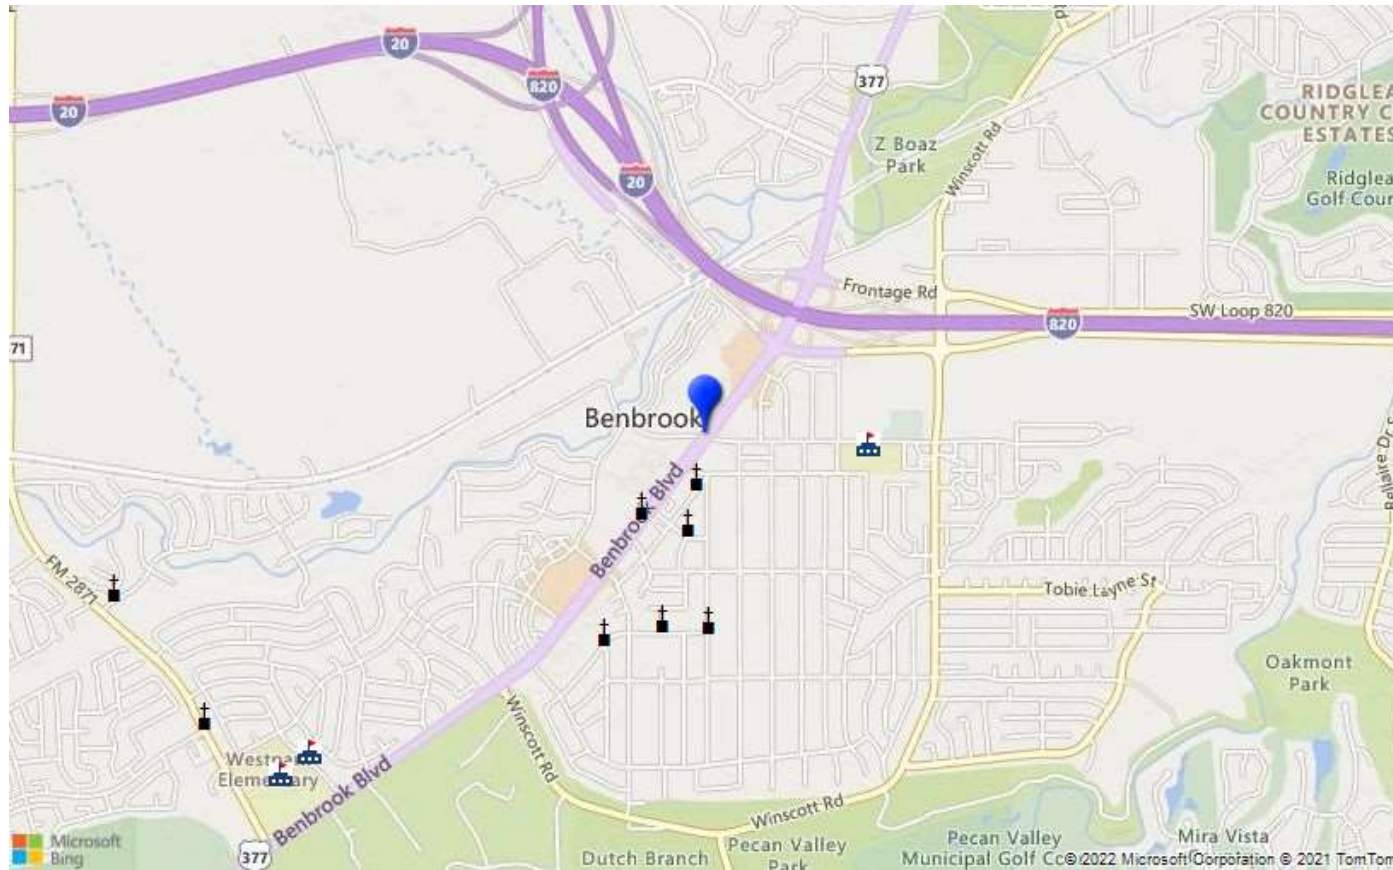 20
820
377
20
20
Z Boaz
Park
Winscott Rd
RIDGLEA
COUNTRY C
ESTATES
Ridglea
Golf Cour
Frontage Rd
SW Loop 820
820
71
Benbrook
Benbrook Blvd
Bellaire Dr S
FM 2871
Tobie Layne St
Oakmont
Park
Winscott Rd
Elementary
Benbrook Blvd
377
Winscott Rd
Microsoft
Bing
Dutch Branch
Pecan Valley
Park
Pecan Valley
Municipal Golf Co
Mira Vista
© 2022 Microsoft Corporation © 2021 TomTom